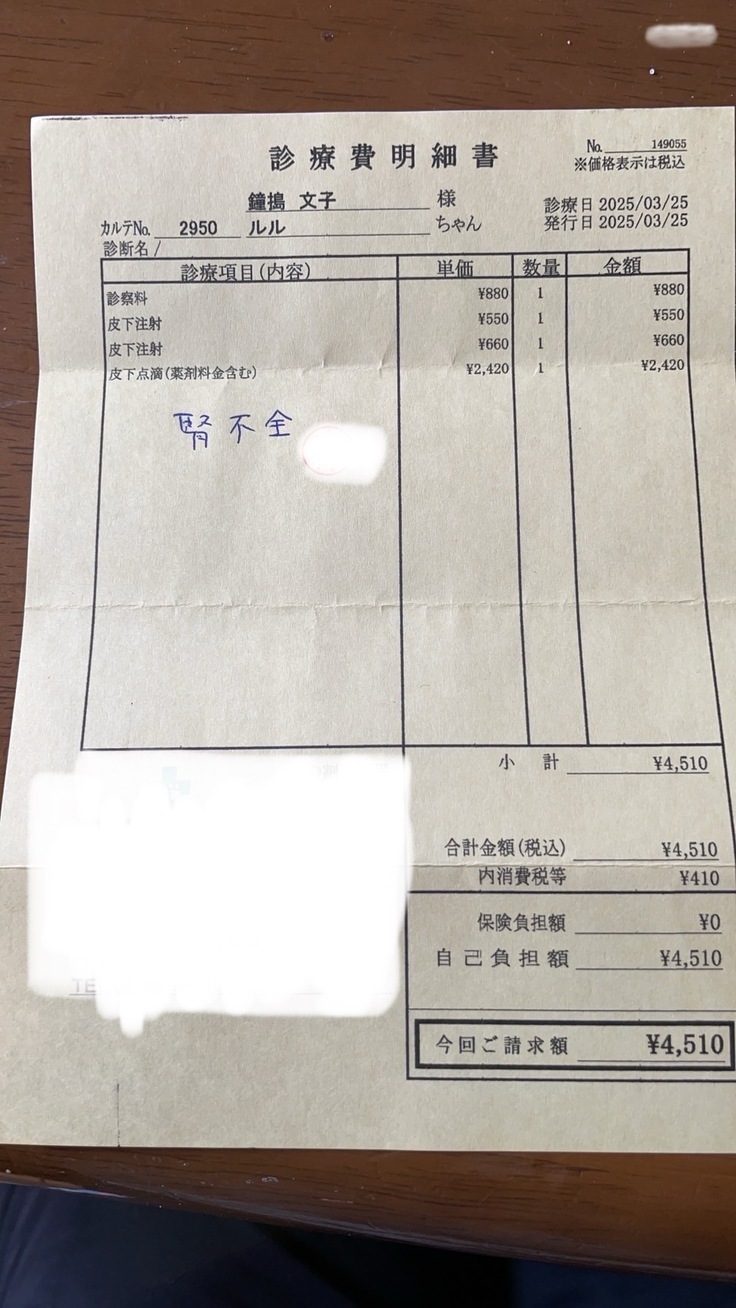 診療費明細書
No. 149055
※価格表示は税込
鐘撞 文子 様
診療日 2025/03/25
発行日 2025/03/25
カルテNo. 2950 ルル ちゃん
診断名 /
診療項目(内容) 単価 数量 金額
診察料 ¥880 1 ¥880
皮下注射 ¥550 1 ¥550
皮下注射 ¥660 1 ¥660
皮下点滴(薬剤料金含む) ¥2,420 1 ¥2,420
腎不全
小 計 ¥4,510
合計金額(税込) ¥4,510
内消費税等 ¥410
保険負担額 ¥0
自己負担額 ¥4,510
TE
今回ご請求額 ¥4,510